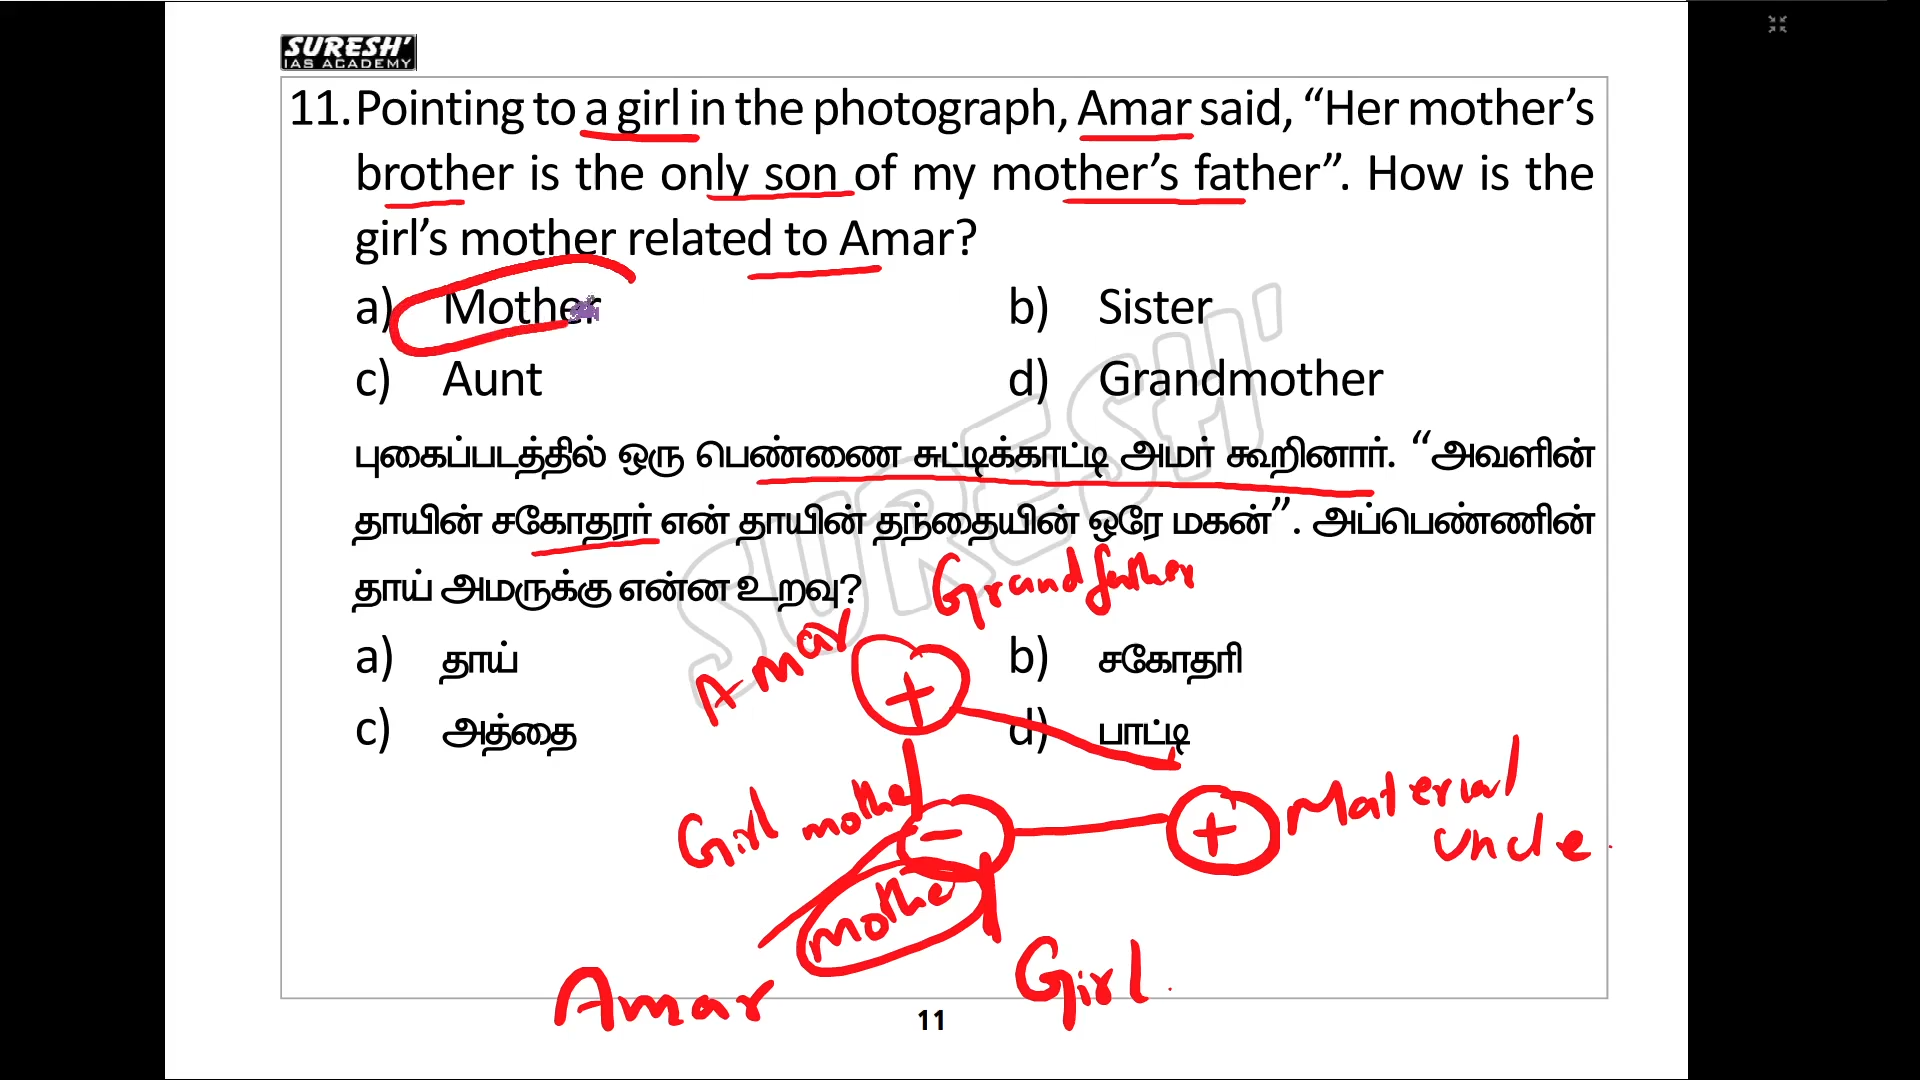 SURESH'
IAS ACADEMY
11. Pointing to a girl in the photograph, Amar said, “Her mother’s
brother is the only son of my mother’s father”. How is the
girl’s mother related to Amar?
a) Mother b) Sister
c) Aunt d) Grandmother
புகைப்படத்தில் ஒரு பெண்ணை சுட்டிக்காட்டி அமர் கூறினார். “அவளின்
தாயின் சகோதரர் என் தாயின் தந்தையின் ஒரே மகன்”. அப்பெண்ணின்
தாய் அமருக்கு என்ன உறவு?
Grandfather
Amar
a) தாய் b) சகோதரி
c) அத்தை d) பாட்டி
Girl mother
Maternal
uncle.
mother
Amar
Girl.
11
SURESH'